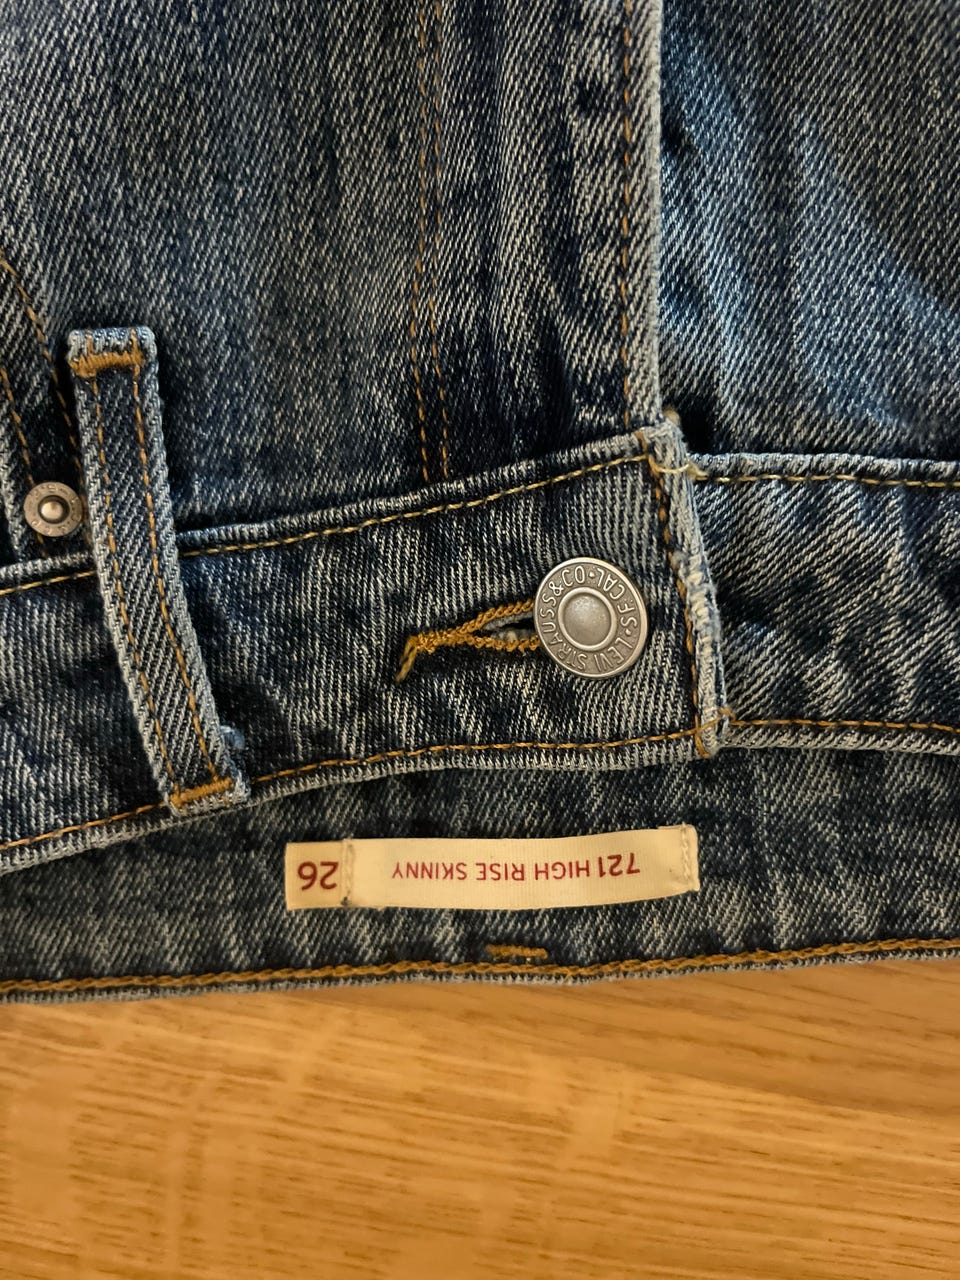 LEVI STRAUSS & CO. S.F. CAL.
721 HIGH RISE SKINNY
26